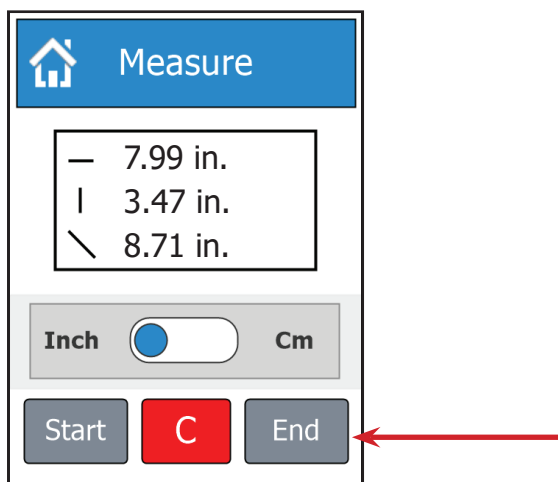 Measure
7.99 in.
3.47 in.
8.71 in.
Inch Cm
Start C End